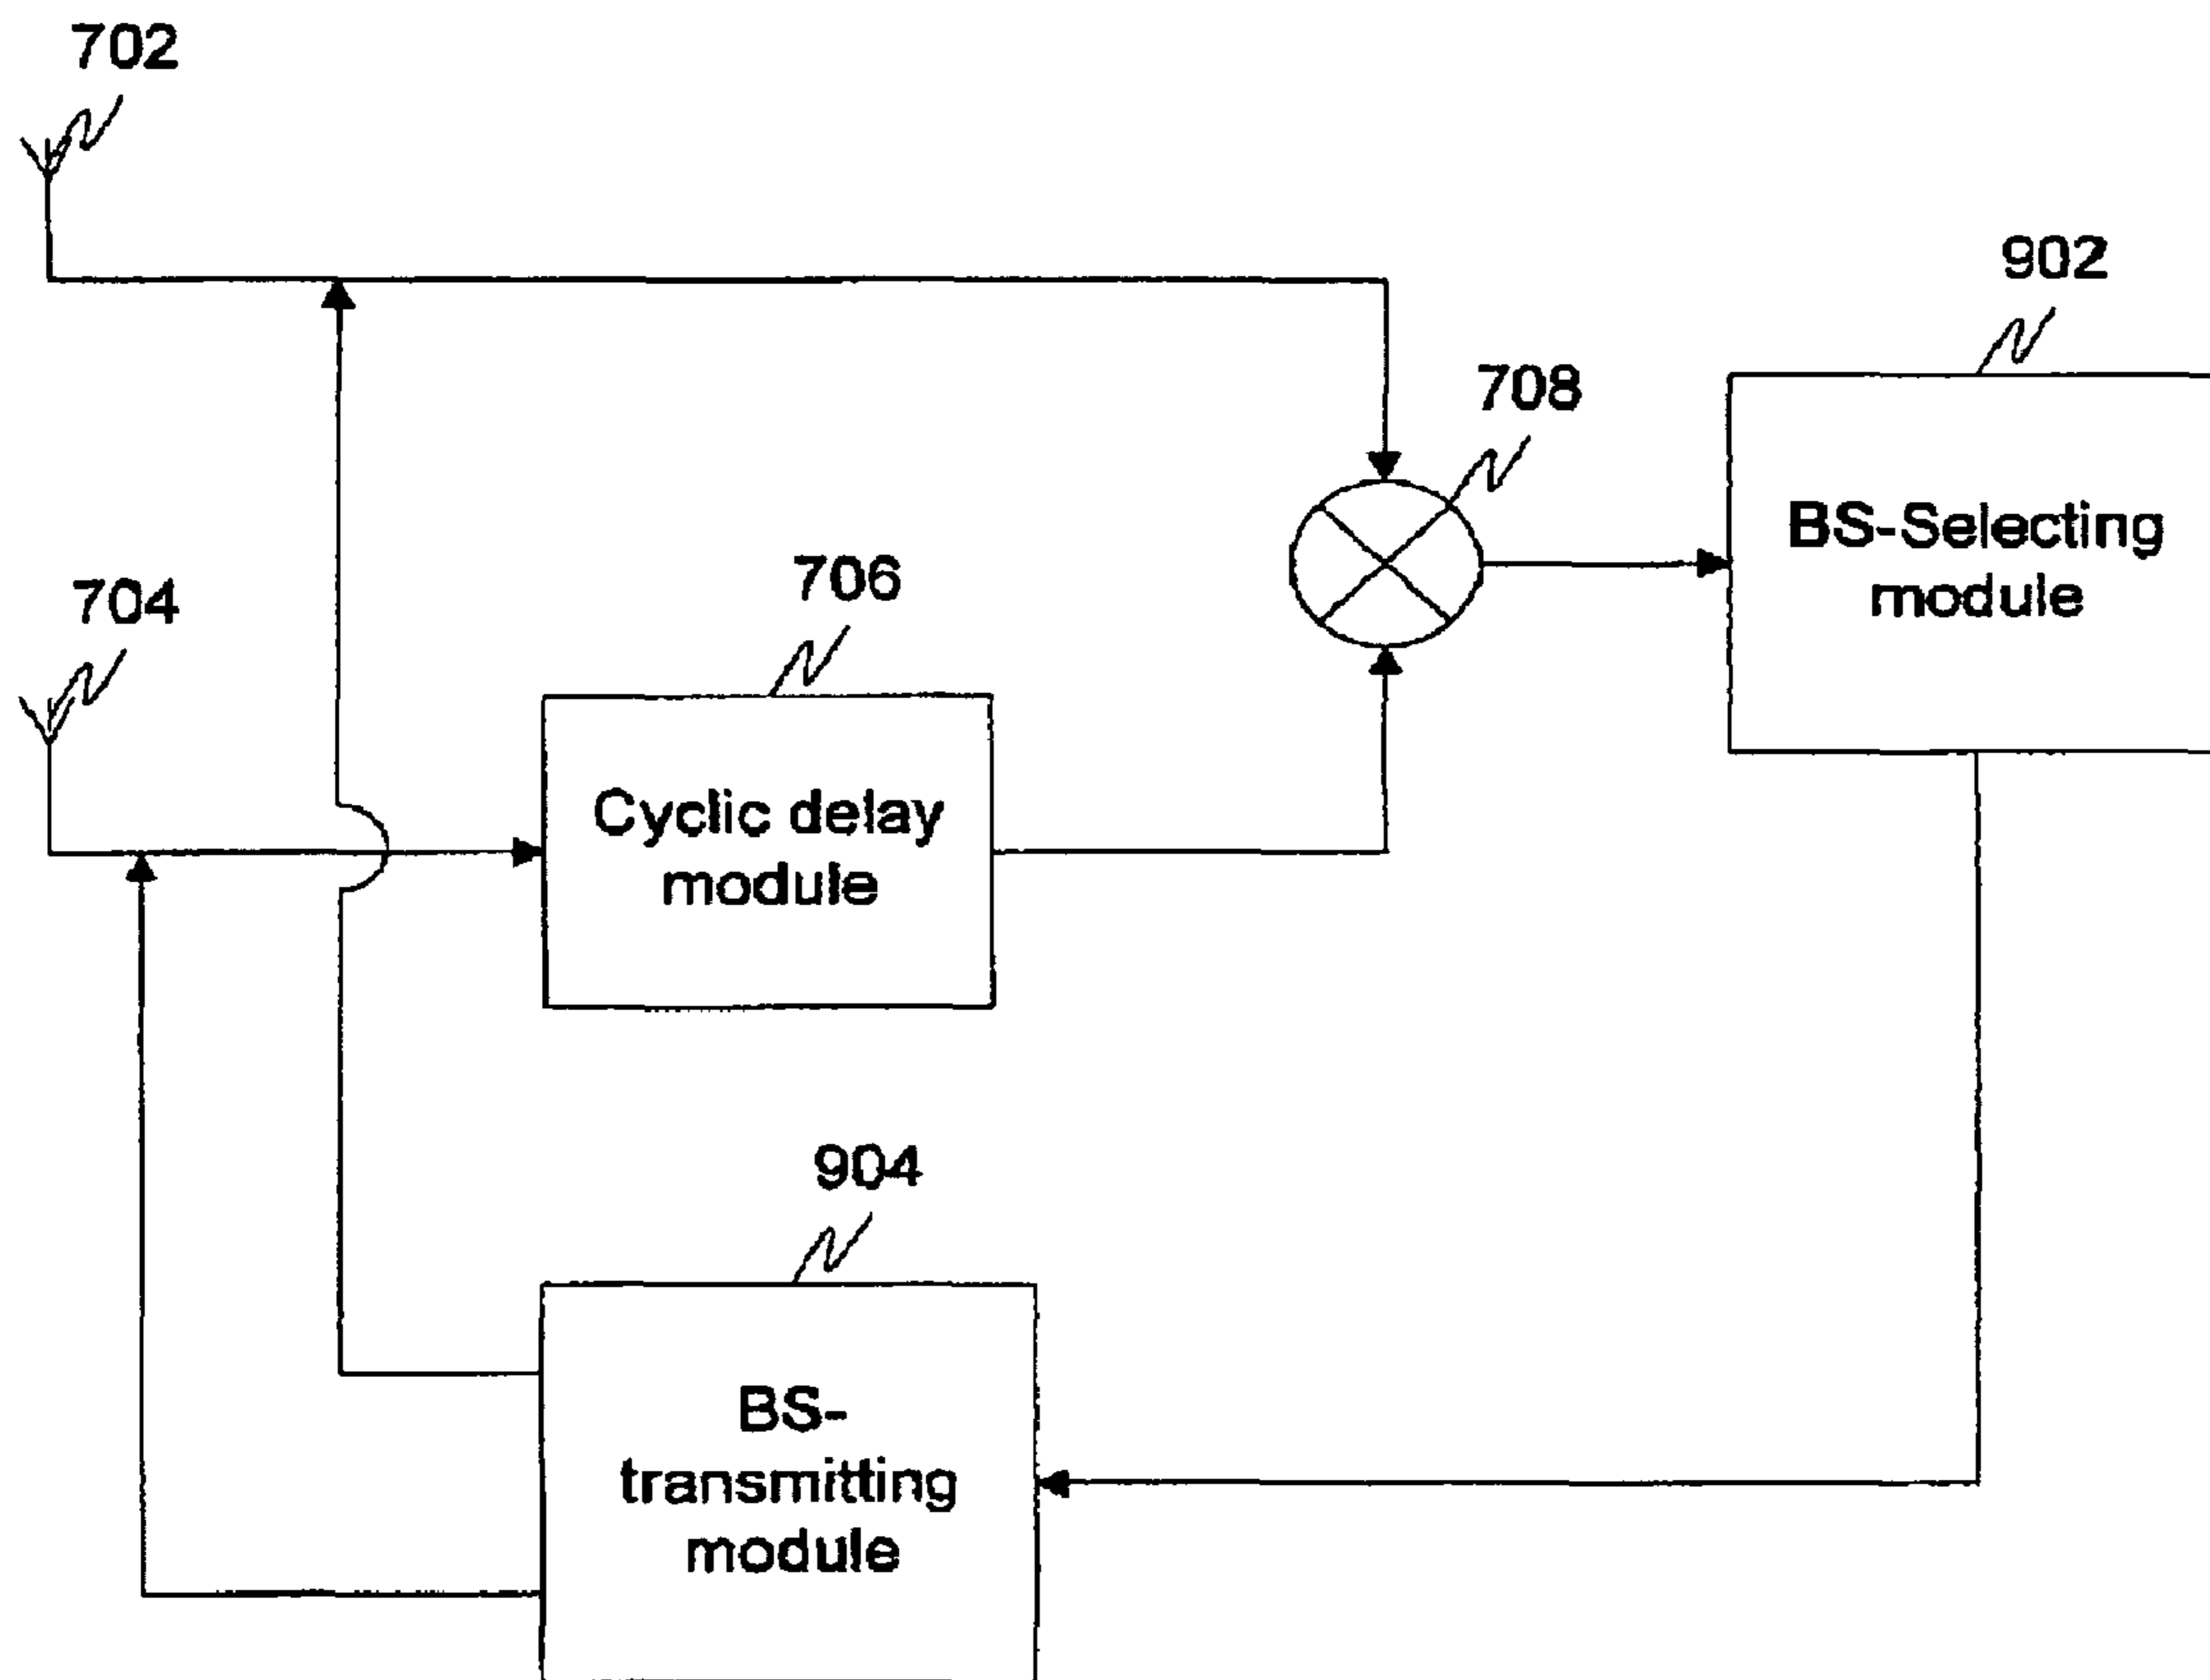 702
902
708
BS-Selecting
module
706
704
Cyclic delay
module
904
BS-
transmitting
module